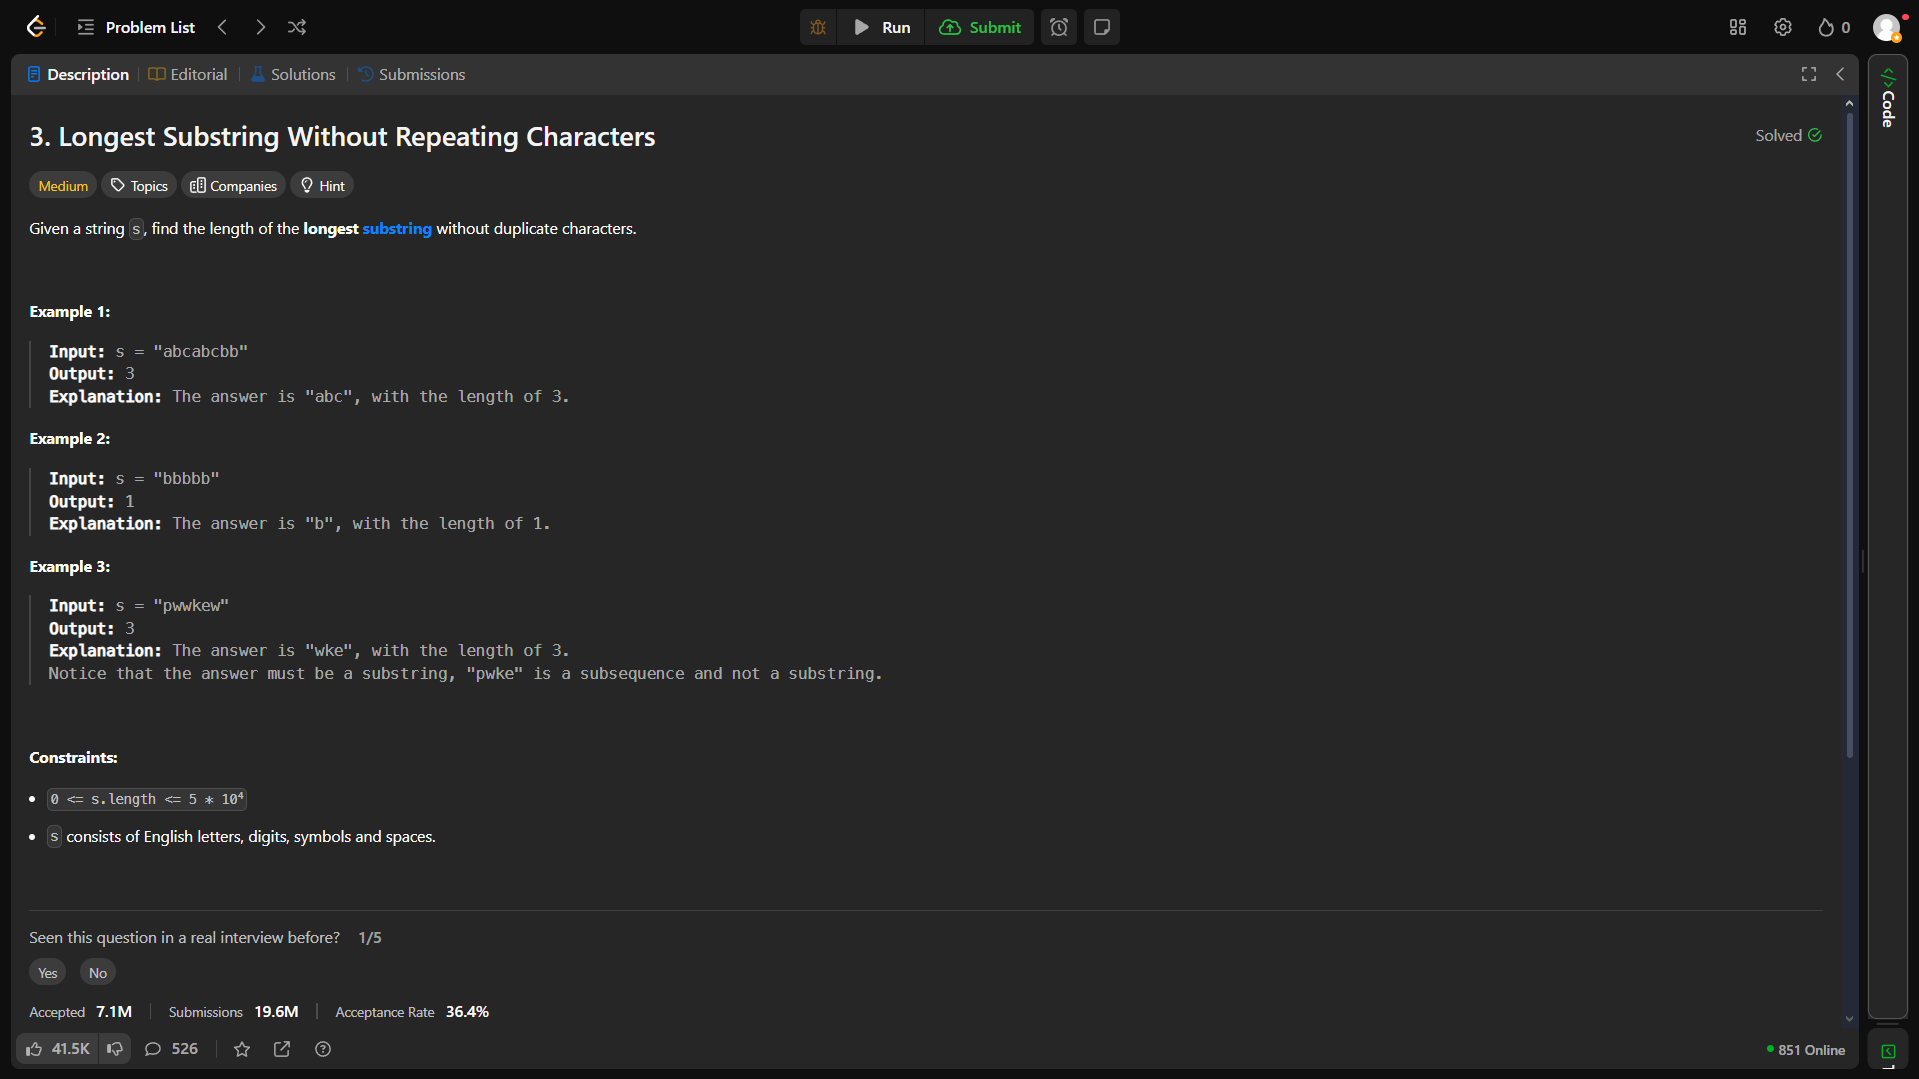 Problem List
Run
Submit
0
Description
Editorial
Solutions
Submissions
Code
3. Longest Substring Without Repeating Characters
Solved
Medium
Topics
Companies
Hint
Given a string s, find the length of the longest substring without duplicate characters.
Example 1:
Input: s = "abcabcbb"
Output: 3
Explanation: The answer is "abc", with the length of 3.
Example 2:
Input: s = "bbbbb"
Output: 1
Explanation: The answer is "b", with the length of 1.
Example 3:
Input: s = "pwwkew"
Output: 3
Explanation: The answer is "wke", with the length of 3.
Notice that the answer must be a substring, "pwke" is a subsequence and not a substring.
Constraints:
0 <= s.length <= 5 * 10⁴
s consists of English letters, digits, symbols and spaces.
Seen this question in a real interview before? 1/5
Yes
No
Accepted 7.1M
Submissions 19.6M
Acceptance Rate 36.4%
41.5K
526
851 Online